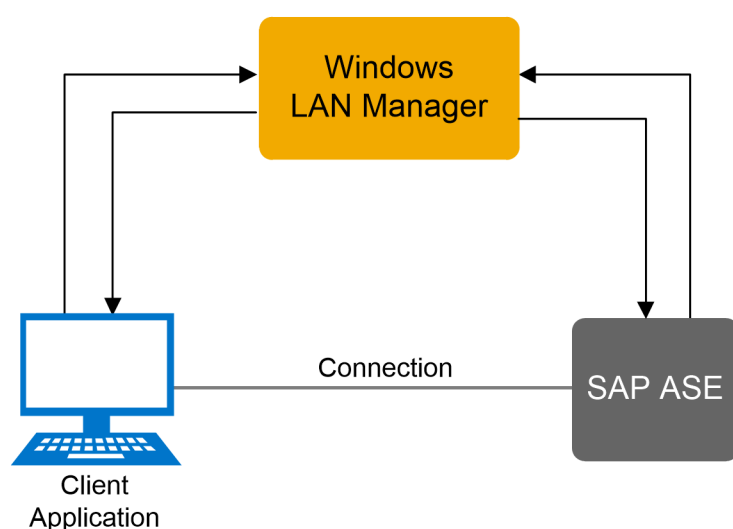 Windows
LAN Manager
Connection
SAP ASE
Client
Application